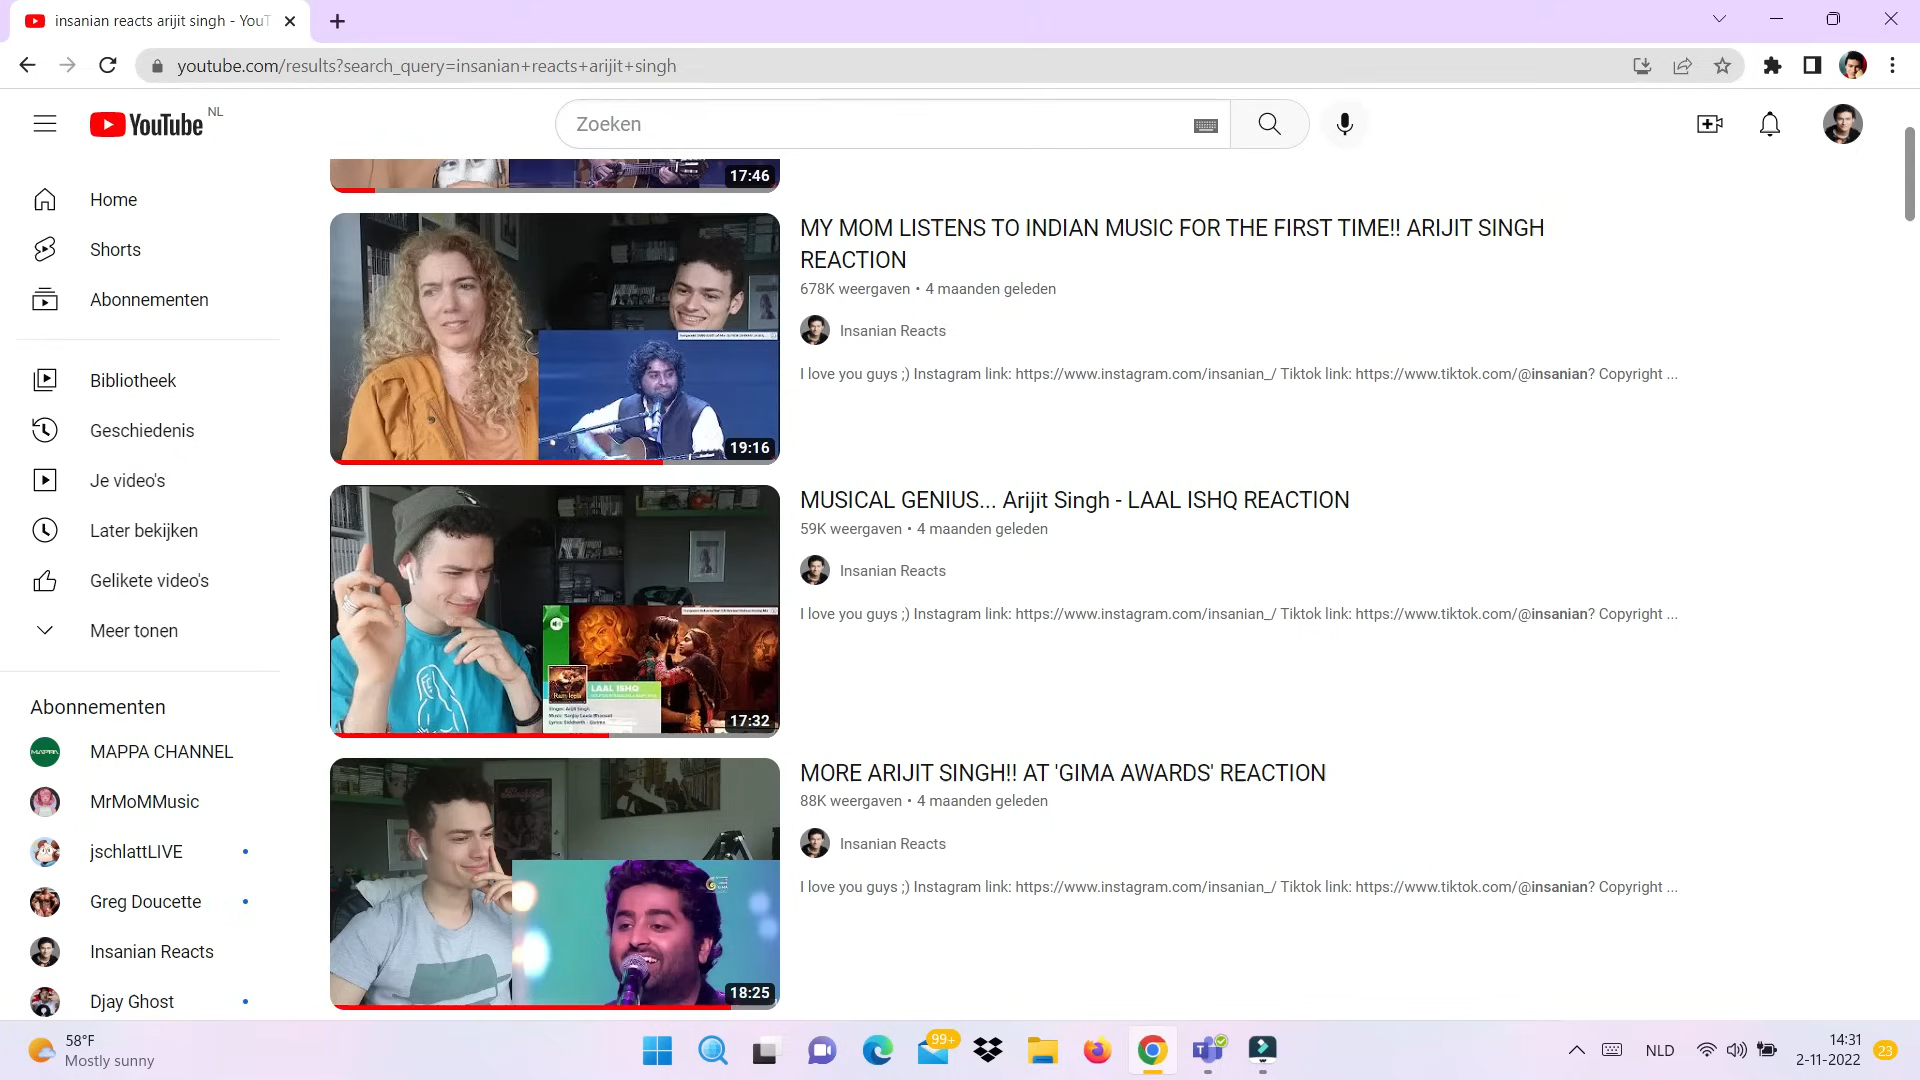 insanian reacts arijit singh - YouT
youtube.com/results?search_query=insanian+reacts+arijit+singh
YouTube NL
Zoeken
Home
Shorts
Abonnementen
Bibliotheek
Geschiedenis
Je video's
Later bekijken
Gelikete video's
Meer tonen
Abonnementen
MAPPA CHANNEL
MrMoMMusic
jschlattLIVE
Greg Doucette
Insanian Reacts
Djay Ghost
17:46
19:16
MY MOM LISTENS TO INDIAN MUSIC FOR THE FIRST TIME!! ARIJIT SINGH
REACTION
678K weergaven • 4 maanden geleden
Insanian Reacts
I love you guys ;) Instagram link: https://www.instagram.com/insanian_/ Tiktok link: https://www.tiktok.com/@insanian? Copyright ...
LAAL ISHQ
17:32
MUSICAL GENIUS... Arijit Singh - LAAL ISHQ REACTION
59K weergaven • 4 maanden geleden
Insanian Reacts
I love you guys ;) Instagram link: https://www.instagram.com/insanian_/ Tiktok link: https://www.tiktok.com/@insanian? Copyright ...
18:25
MORE ARIJIT SINGH!! AT 'GIMA AWARDS' REACTION
88K weergaven • 4 maanden geleden
Insanian Reacts
I love you guys ;) Instagram link: https://www.instagram.com/insanian_/ Tiktok link: https://www.tiktok.com/@insanian? Copyright ...
58°F
Mostly sunny
99+
NLD
14:31
2-11-2022
23